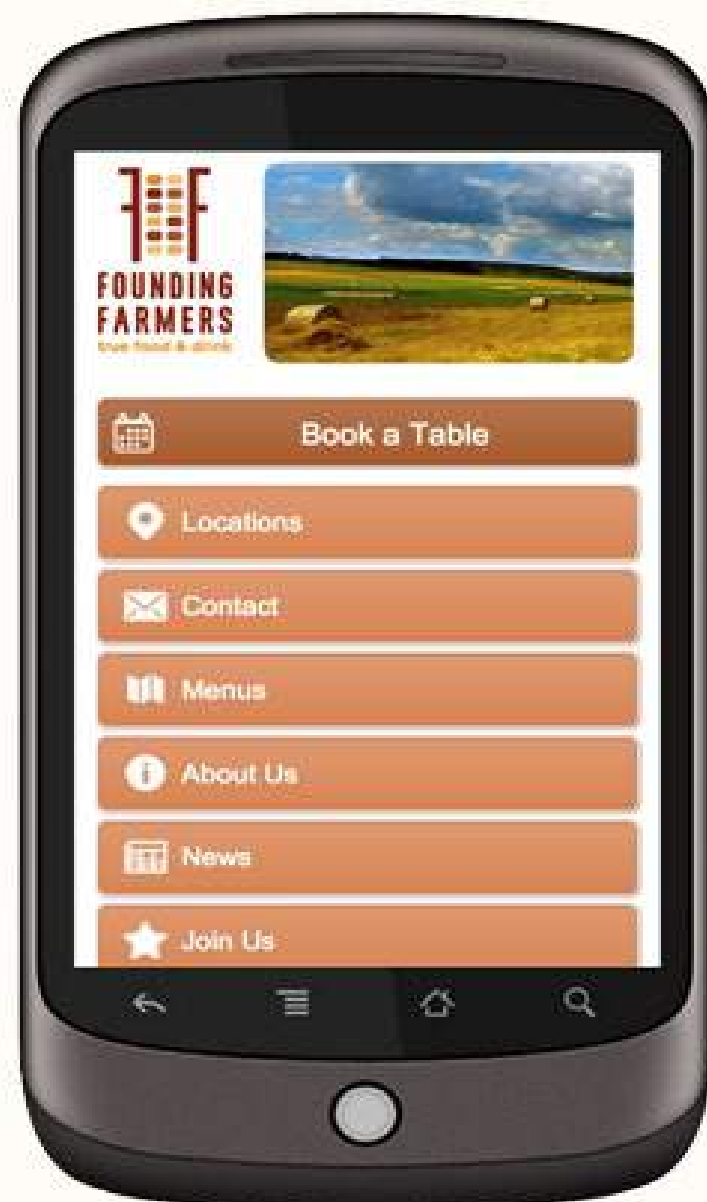 FOUNDING
FARMERS
true food & drink
Book a Table
Locations
Contact
Menus
About Us
News
Join Us